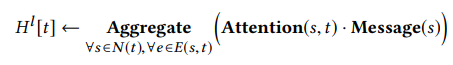 H^l[t] ← Aggregate (Attention(s, t) · Message(s))
∀s∈N(t),∀e∈E(s,t)